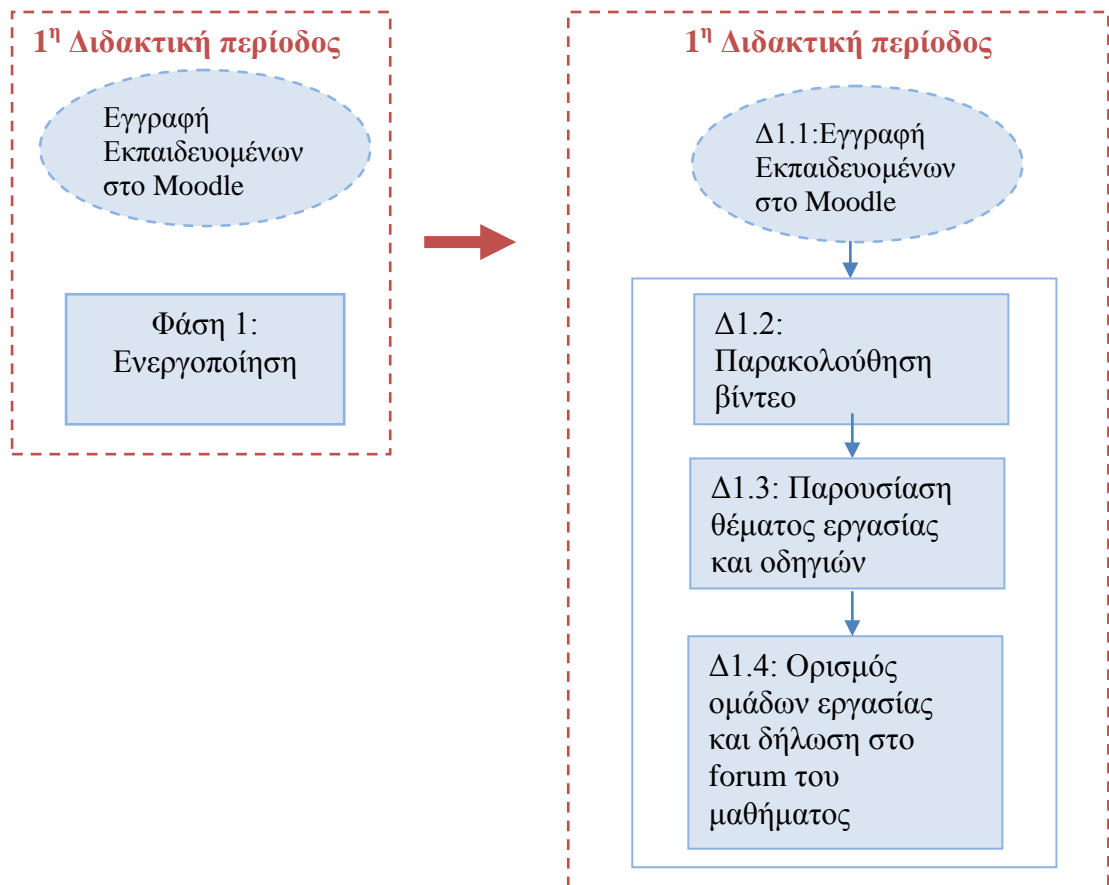 1η Διδακτική περίοδος
Εγγραφή
Εκπαιδευομένων
στο Moodle
Φάση 1:
Ενεργοποίηση
1η Διδακτική περίοδος
Δ1.1:Εγγραφή
Εκπαιδευομένων
στο Moodle
Δ1.2:
Παρακολούθηση
βίντεο
Δ1.3: Παρουσίαση
θέματος εργασίας
και οδηγιών
Δ1.4: Ορισμός
ομάδων εργασίας
και δήλωση στο
forum του
μαθήματος